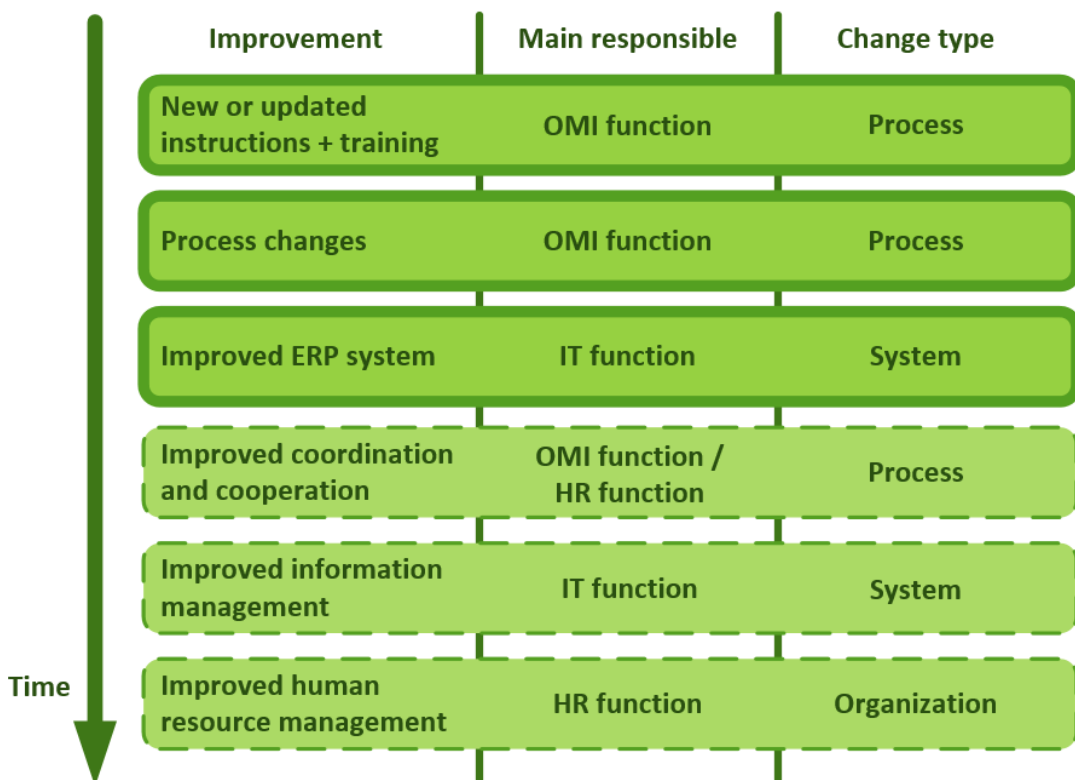 Improvement
Main responsible
Change type
New or updated
instructions + training
OMI function
Process
Process changes
OMI function
Process
Improved ERP system
IT function
System
Improved coordination
and cooperation
OMI function /
HR function
Process
Improved information
management
IT function
System
Improved human
resource management
HR function
Organization
Time